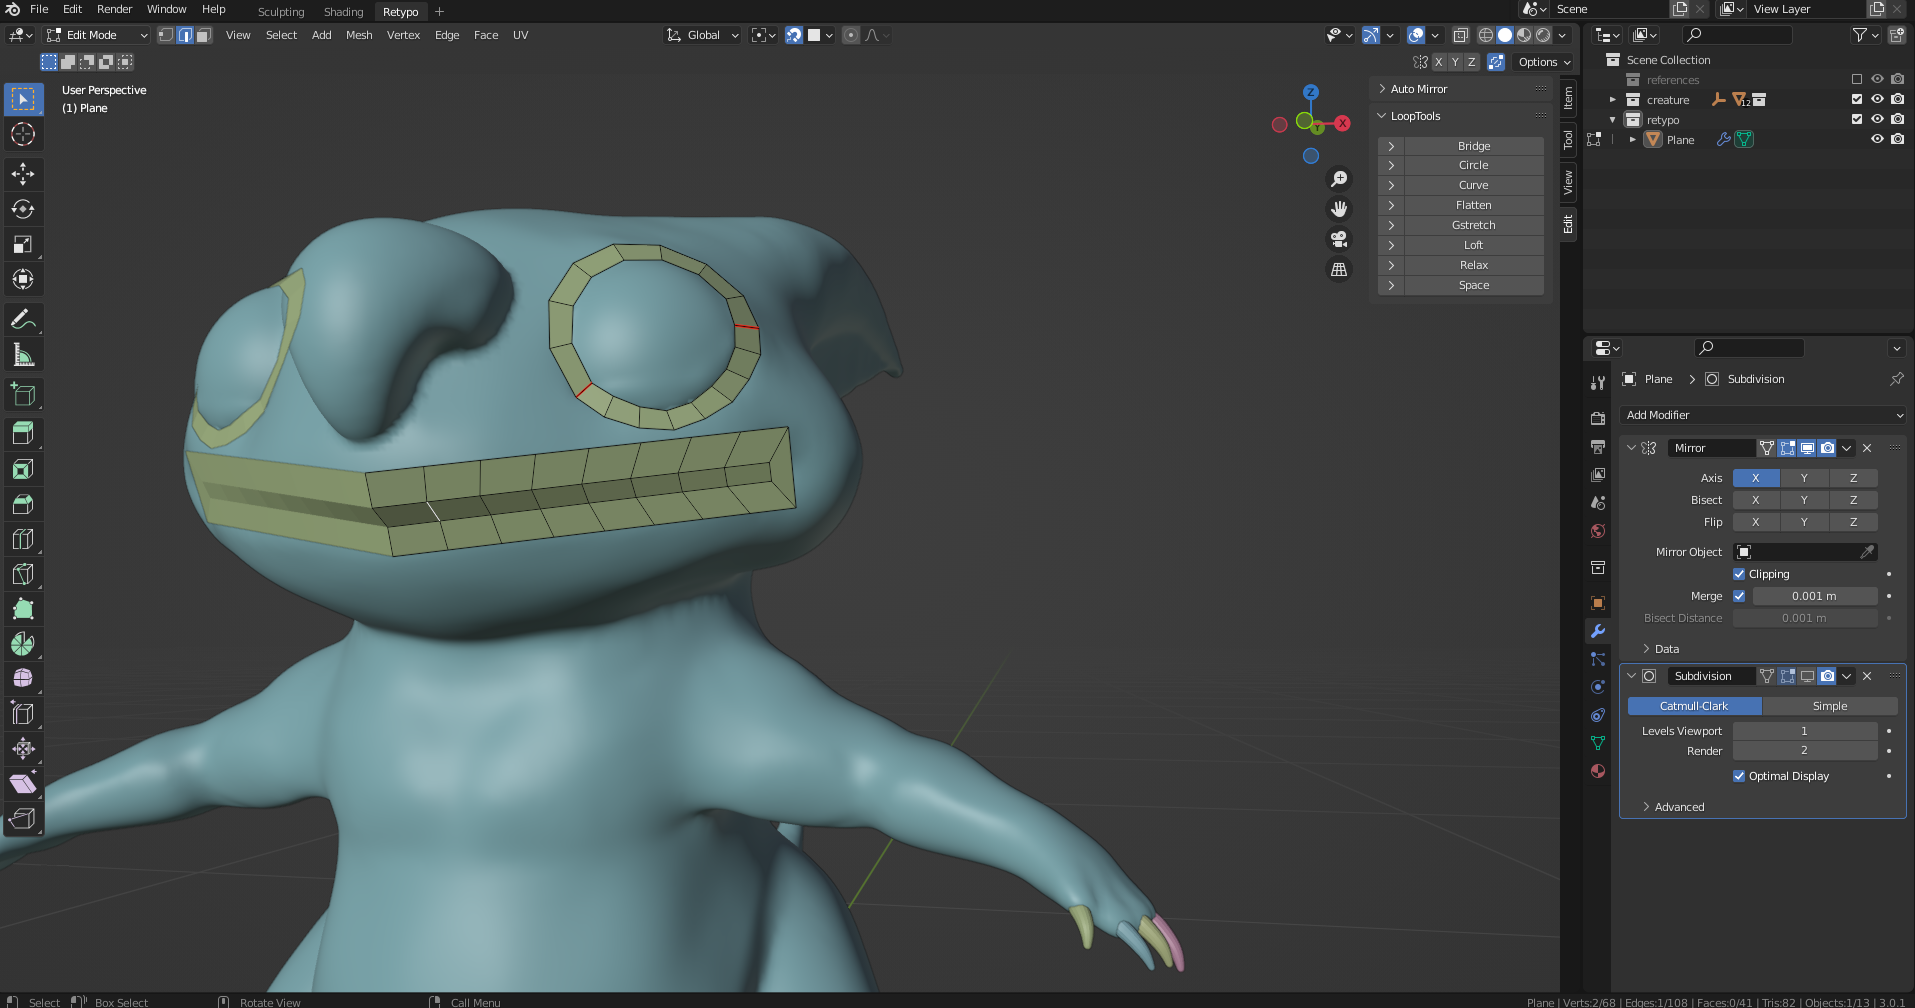 File Edit Render Window Help Sculpting Shading Retypo +
Scene View Layer
Edit Mode View Select Add Mesh Vertex Edge Face UV Global
X Y Z Options
User Perspective
(1) Plane
Z
X
Y
Auto Mirror
LoopTools
Bridge
Circle
Curve
Flatten
Gstretch
Loft
Relax
Space
Item
Tool
View
Edit
Scene Collection
references
creature 12
retypo
Plane
Plane Subdivision
Add Modifier
Mirror
Axis X Y Z
Bisect X Y Z
Flip X Y Z
Mirror Object
Clipping
Merge 0.001 m
Bisect Distance 0.001 m
Data
Subdivision
Catmull-Clark Simple
Levels Viewport 1
Render 2
Optimal Display
Advanced
Select Box Select Rotate View Call Menu
Plane | Verts:2/68 | Edges:1/108 | Faces:0/41 | Tris:82 | Objects:1/13 | 3.0.1